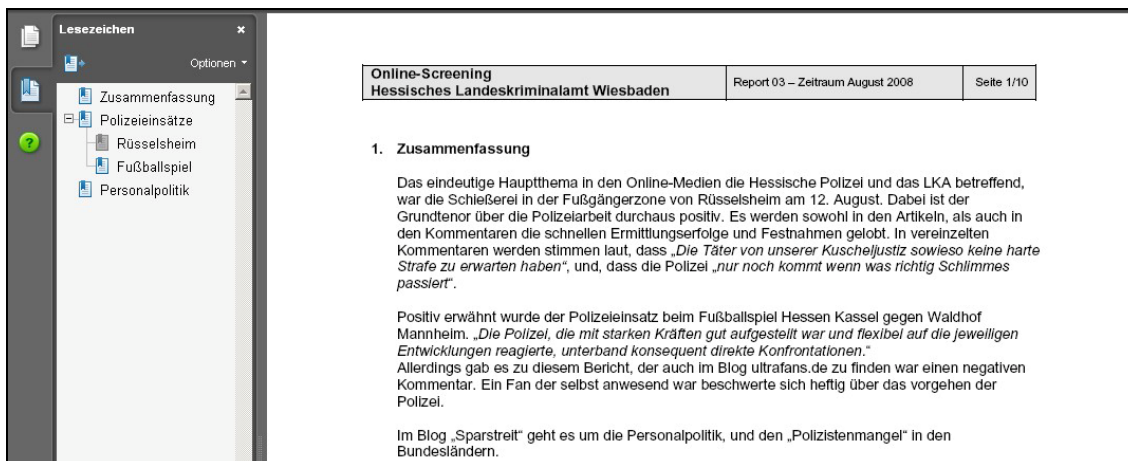 Lesezeichen
Optionen
Zusammenfassung
Polizeieinsätze
Rüsselsheim
Fußballspiel
Personalpolitik
Online-Screening
Hessisches Landeskriminalamt Wiesbaden
Report 03 – Zeitraum August 2008
Seite 1/10
1. Zusammenfassung
Das eindeutige Hauptthema in den Online-Medien die Hessische Polizei und das LKA betreffend,
war die Schießerei in der Fußgängerzone von Rüsselsheim am 12. August. Dabei ist der
Grundtenor über die Polizeiarbeit durchaus positiv. Es werden sowohl in den Artikeln, als auch in
den Kommentaren die schnellen Ermittlungserfolge und Festnahmen gelobt. In vereinzelten
Kommentaren werden stimmen laut, dass „Die Täter von unserer Kuscheljustiz sowieso keine harte
Strafe zu erwarten haben“, und, dass die Polizei „nur noch kommt wenn was richtig Schlimmes
passiert“.
Positiv erwähnt wurde der Polizeieinsatz beim Fußballspiel Hessen Kassel gegen Waldhof
Mannheim. „Die Polizei, die mit starken Kräften gut aufgestellt war und flexibel auf die jeweiligen
Entwicklungen reagierte, unterband konsequent direkte Konfrontationen.“
Allerdings gab es zu diesem Bericht, der auch im Blog ultrafans.de zu finden war einen negativen
Kommentar. Ein Fan der selbst anwesend war beschwerte sich heftig über das vorgehen der
Polizei.
Im Blog „Sparstreit“ geht es um die Personalpolitik, und den „Polizistenmangel“ in den
Bundesländern.